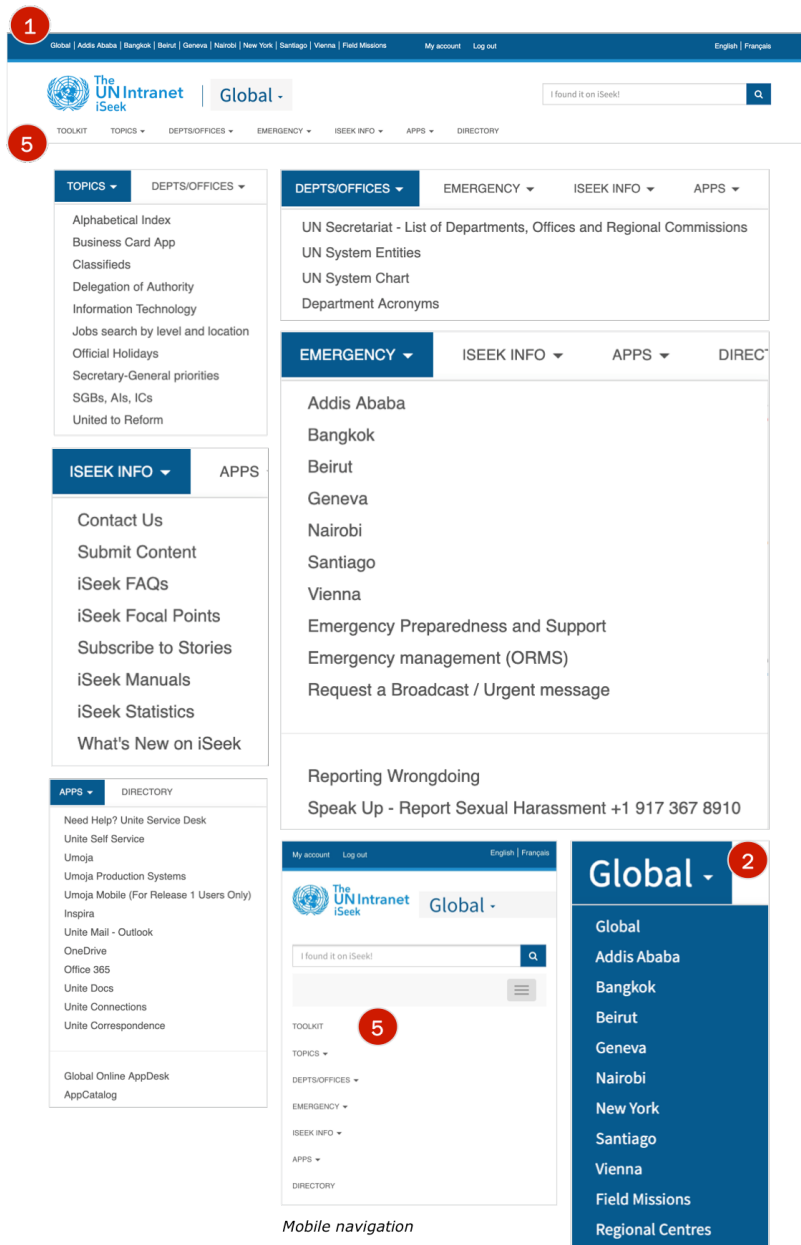 1
Global | Addis Ababa | Bangkok | Beirut | Geneva | Nairobi | New York | Santiago | Vienna | Field Missions My account Log out English | Français
The
UN Intranet
iSeek
Global
I found it on iSeek!
5
TOOLKIT TOPICS DEPTS/OFFICES EMERGENCY ISEEK INFO APPS DIRECTORY
TOPICS DEPTS/OFFICES
Alphabetical Index
Business Card App
Classifieds
Delegation of Authority
Information Technology
Jobs search by level and location
Official Holidays
Secretary-General priorities
SGBs, AIs, ICs
United to Reform
DEPTS/OFFICES EMERGENCY ISEEK INFO APPS
UN Secretariat - List of Departments, Offices and Regional Commissions
UN System Entities
UN System Chart
Department Acronyms
EMERGENCY ISEEK INFO APPS DIRECT
Addis Ababa
Bangkok
Beirut
Geneva
Nairobi
Santiago
Vienna
Emergency Preparedness and Support
Emergency management (ORMS)
Request a Broadcast / Urgent message
Reporting Wrongdoing
Speak Up - Report Sexual Harassment +1 917 367 8910
ISEEK INFO APPS
Contact Us
Submit Content
iSeek FAQs
iSeek Focal Points
Subscribe to Stories
iSeek Manuals
iSeek Statistics
What's New on iSeek
APPS DIRECTORY
Need Help? Unite Service Desk
Unite Self Service
Umoja
Umoja Production Systems
Umoja Mobile (For Release 1 Users Only)
Inspira
Unite Mail - Outlook
OneDrive
Office 365
Unite Docs
Unite Connections
Unite Correspondence
Global Online AppDesk
AppCatalog
My account Log out English | Français
The
UN Intranet
iSeek
Global
I found it on iSeek!
5
TOOLKIT
TOPICS
DEPTS/OFFICES
EMERGENCY
ISEEK INFO
APPS
DIRECTORY
Mobile navigation
Global
2
Global
Addis Ababa
Bangkok
Beirut
Geneva
Nairobi
New York
Santiago
Vienna
Field Missions
Regional Centres